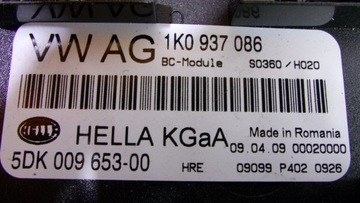 VW AG 1K0 937 086
BC-Module S0360 / H020
HELLA
HELLA KGaA Made in Romania
09.04.09 00020000
5DK 009 653-00 HRE 09099 P402 0926